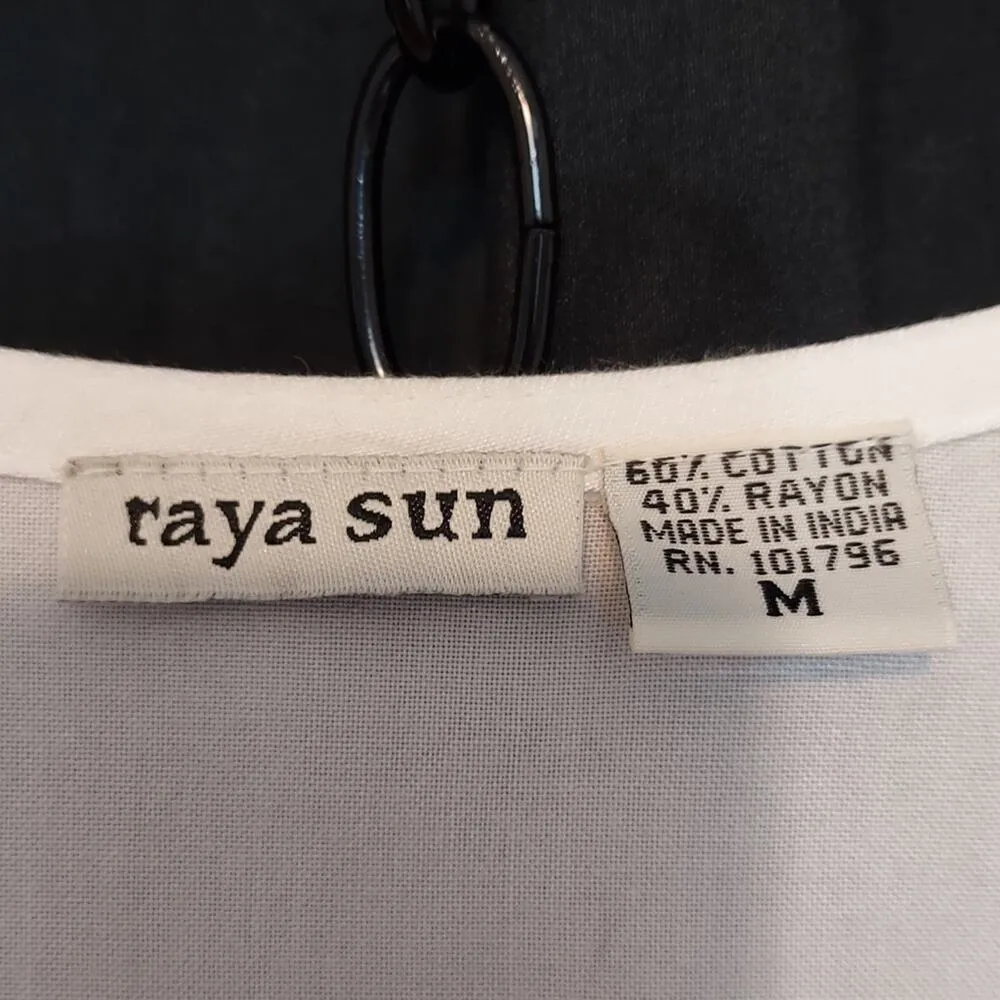 raya sun
60% COTTON
40% RAYON
MADE IN INDIA
RN. 101796
M